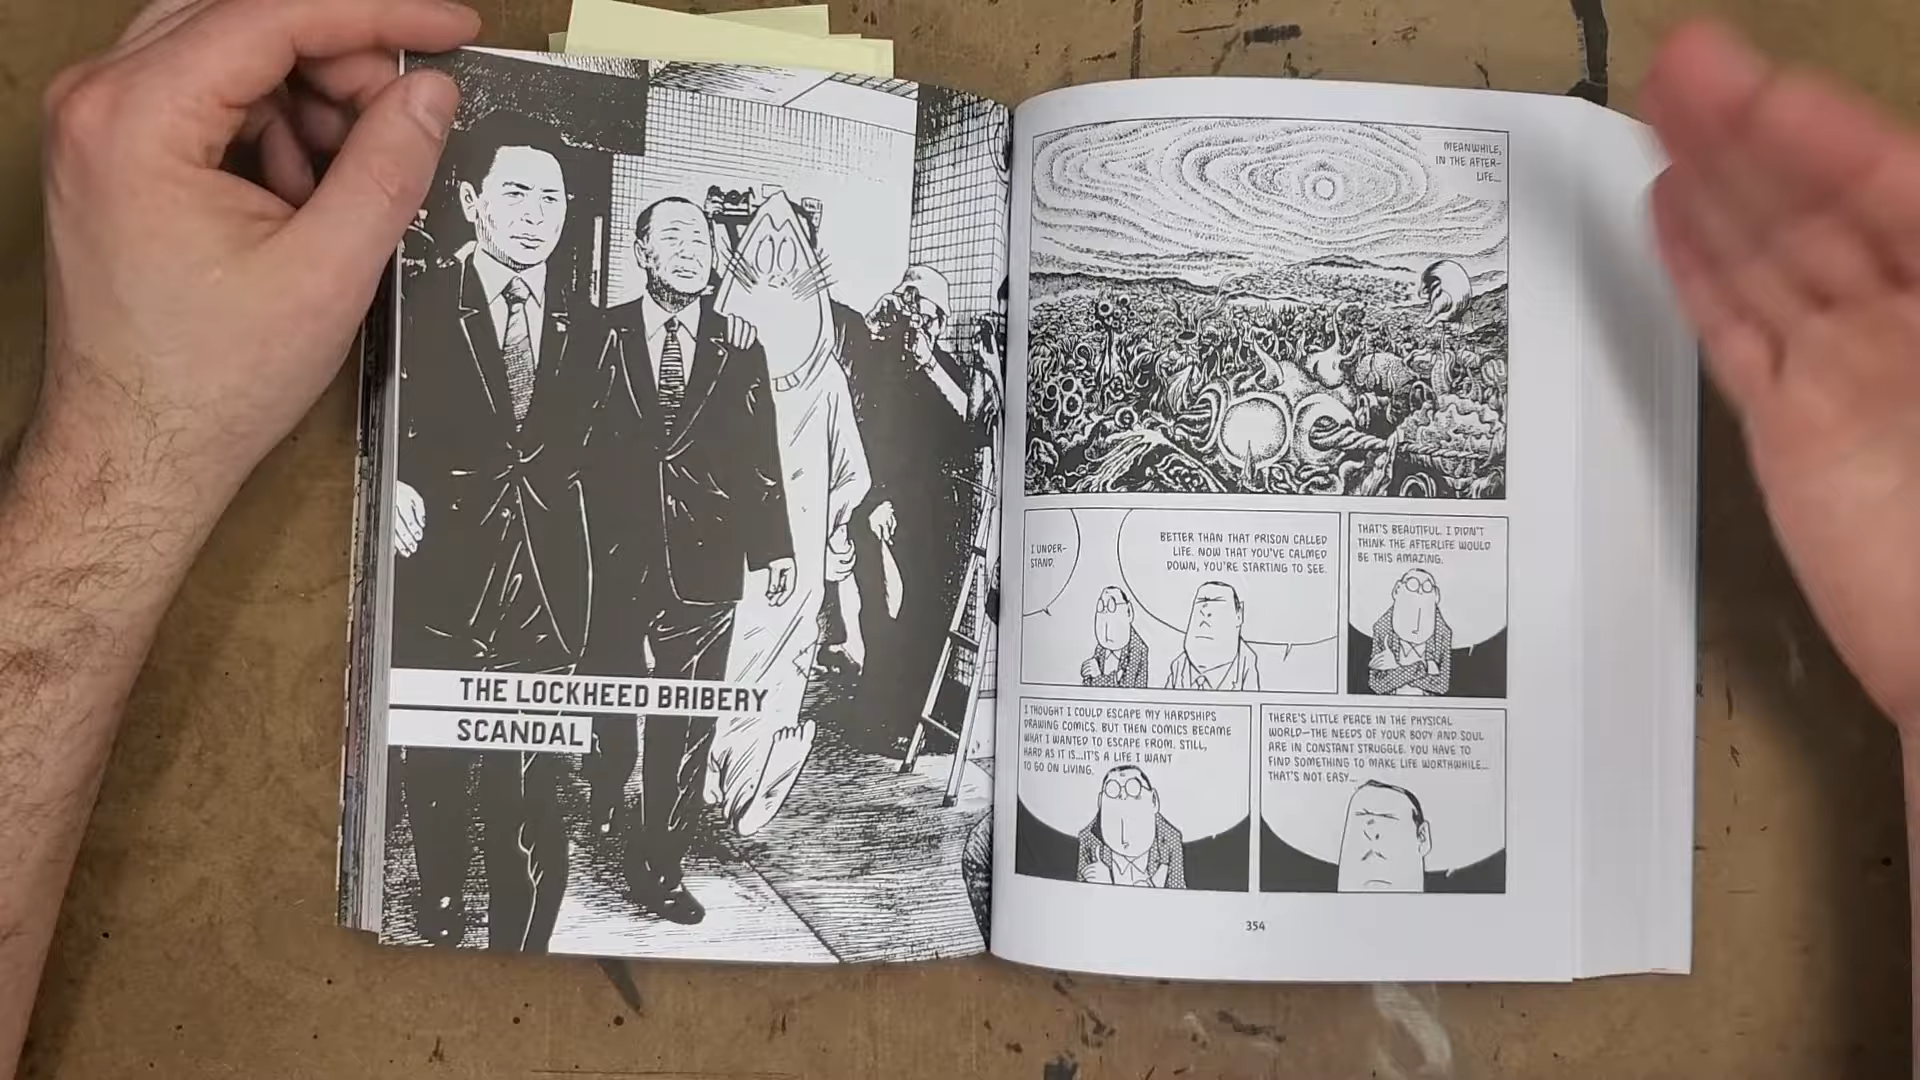 MEANWHILE,
IN THE AFTER-
LIFE...
THAT'S BEAUTIFUL. I DIDN'T
THINK THE AFTERLIFE WOULD
BE THIS AMAZING.
BETTER THAN THAT PRISON CALLED
LIFE. NOW THAT YOU'VE CALMED
DOWN, YOU'RE STARTING TO SEE.
I UNDER-
STAND.
THERE'S LITTLE PEACE IN THE PHYSICAL
WORLD—THE NEEDS OF YOUR BODY AND SOUL
ARE IN CONSTANT STRUGGLE. YOU HAVE TO
FIND SOMETHING TO MAKE LIFE WORTHWHILE...
THAT'S NOT EASY...
I THOUGHT I COULD ESCAPE MY HARDSHIPS
DRAWING COMICS. BUT THEN COMICS BECAME
WHAT I WANTED TO ESCAPE FROM. STILL,
HARD AS IT IS...IT'S A LIFE I WANT
TO GO ON LIVING.
354
THE LOCKHEED BRIBERY
SCANDAL